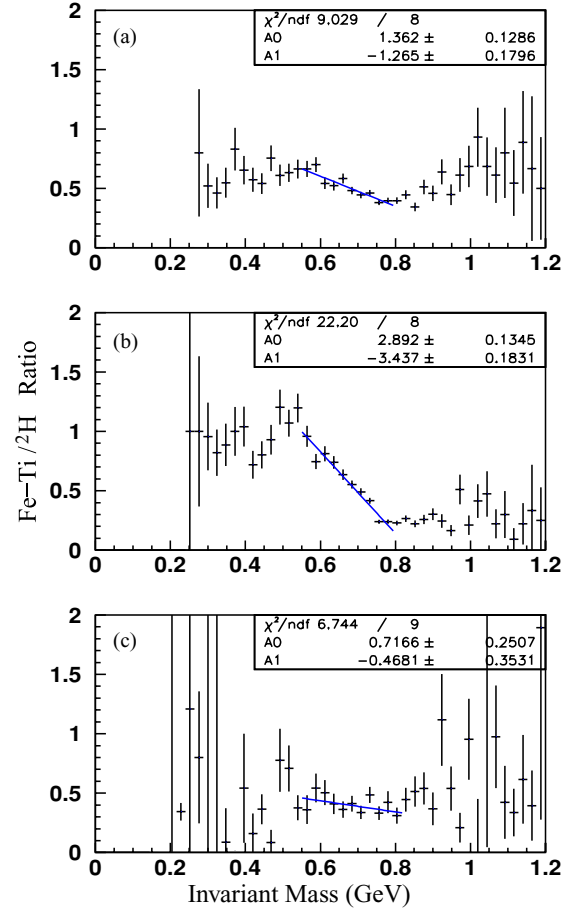 2
χ²/ndf 9.029 / 8
(a)
A0 1.362 ± 0.1286
A1 −1.265 ± 0.1796
1.5
1
0.5
0
0 0.2 0.4 0.6 0.8 1 1.2
2
χ²/ndf 22.20 / 8
(b)
A0 2.892 ± 0.1345
A1 −3.437 ± 0.1831
1.5
1
0.5
0
0 0.2 0.4 0.6 0.8 1 1.2
Fe−Ti/²H Ratio
2
χ²/ndf 6.744 / 9
(c)
A0 0.7166 ± 0.2507
A1 −0.4681 ± 0.3531
1.5
1
0.5
0
0 0.2 0.4 0.6 0.8 1 1.2
Invariant Mass (GeV)